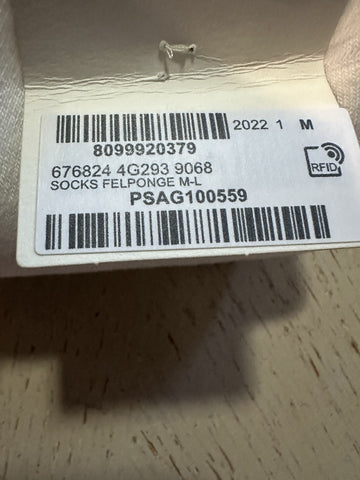 2022 1 M
8099920379
676824 4G293 9068
SOCKS FELPONGE M-L
RFID
PSAG100559